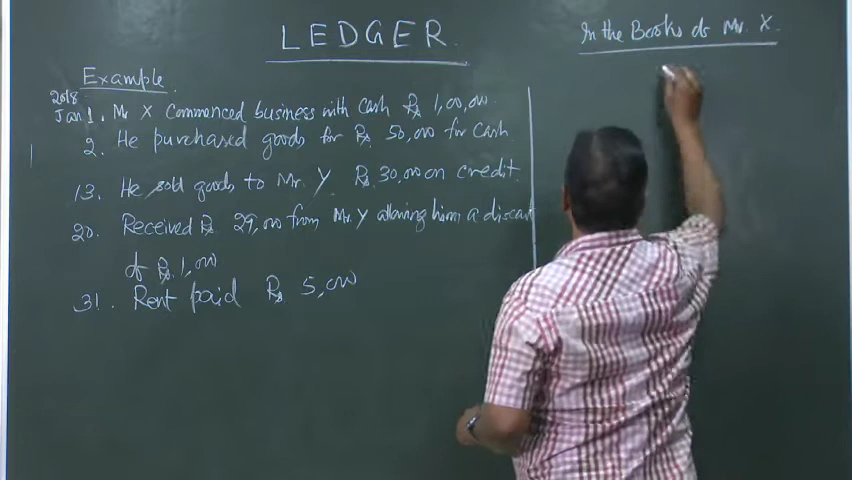 LEDGER.
In the Books of Mr. X.
Example
2018
Jan 1. Mr X Commenced business with cash Rs 1,00,000.
2. He purchased goods for Rs. 50,000 for Cash.
13. He sold goods to Mr. Y Rs. 30,000 on credit.
20. Received Rs. 29,000 from Mr. Y allowing him a discount
of Rs. 1,000
31. Rent paid Rs 5,000